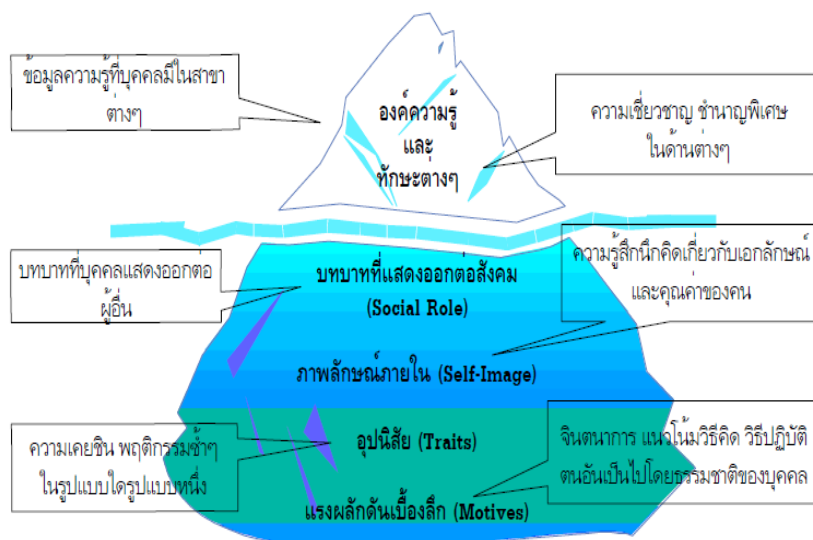 ข้อมูลความรู้ที่บุคคลมีในสาขา
ต่างๆ
องค์ความรู้
และ
ทักษะต่างๆ
ความเชี่ยวชาญ ชำนาญพิเศษ
ในด้านต่างๆ
บทบาทที่บุคคลแสดงออกต่อ
ผู้อื่น
บทบาทที่แสดงออกต่อสังคม
(Social Role)
ความรู้สึกนึกคิดเกี่ยวกับเอกลักษณ์
และคุณค่าของคน
ภาพลักษณ์ภายใน (Self-Image)
ความเคยชิน พฤติกรรมซ้ำๆ
ในรูปแบบใดรูปแบบหนึ่ง
อุปนิสัย (Traits)
จินตนาการ แนวโน้มวิธีคิด วิธีปฏิบัติ
ตนอันเป็นไปโดยธรรมชาติของบุคคล
แรงผลักดันเบื้องลึก (Motives)